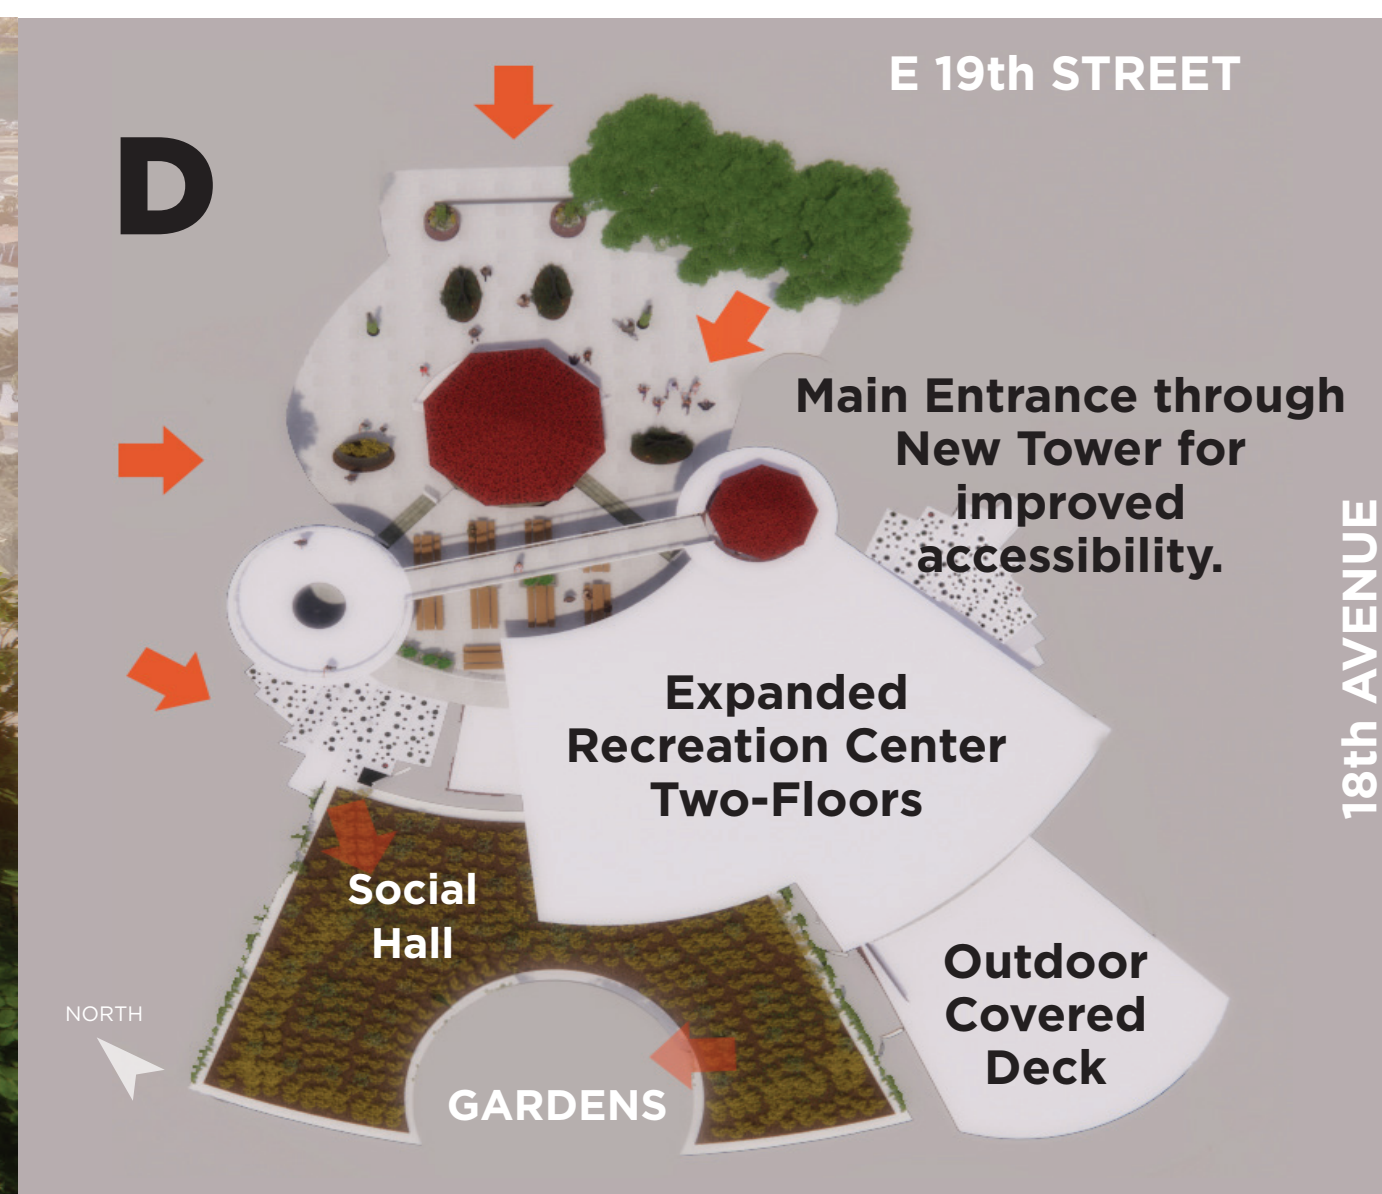 E 19th STREET
D
Main Entrance through
New Tower for
improved
accessibility.
18th AVENUE
Expanded
Recreation Center
Two-Floors
Social
Hall
Outdoor
Covered
Deck
NORTH
GARDENS